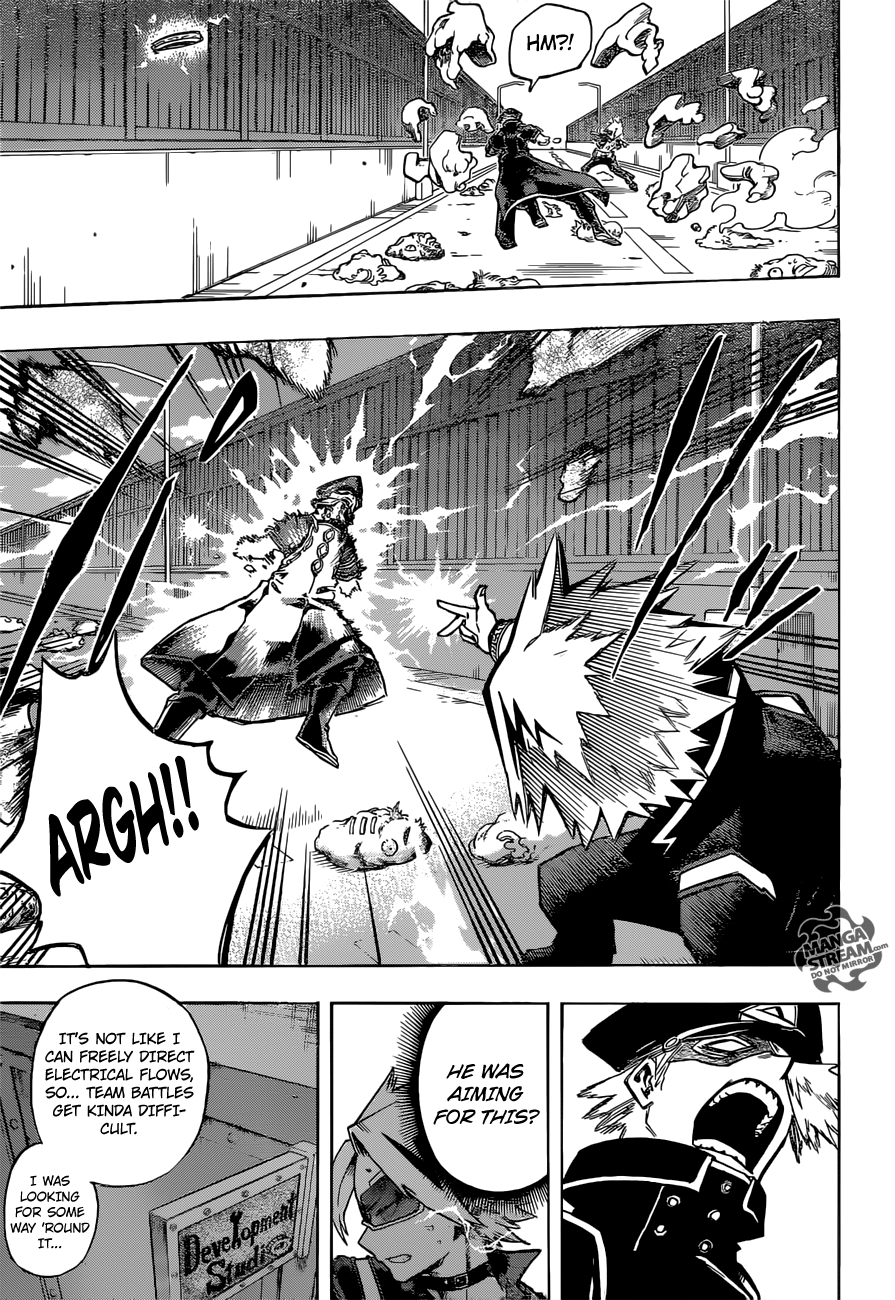 HM?!
ARGH!!
MANGA
STREAM.com
DO NOT MIRROR
IT'S NOT LIKE I
CAN FREELY DIRECT
ELECTRICAL FLOWS,
SO... TEAM BATTLES
GET KINDA DIFFI-
CULT.
I WAS
LOOKING
FOR SOME
WAY 'ROUND
IT...
Development
Studio
HE WAS
AIMING
FOR THIS?